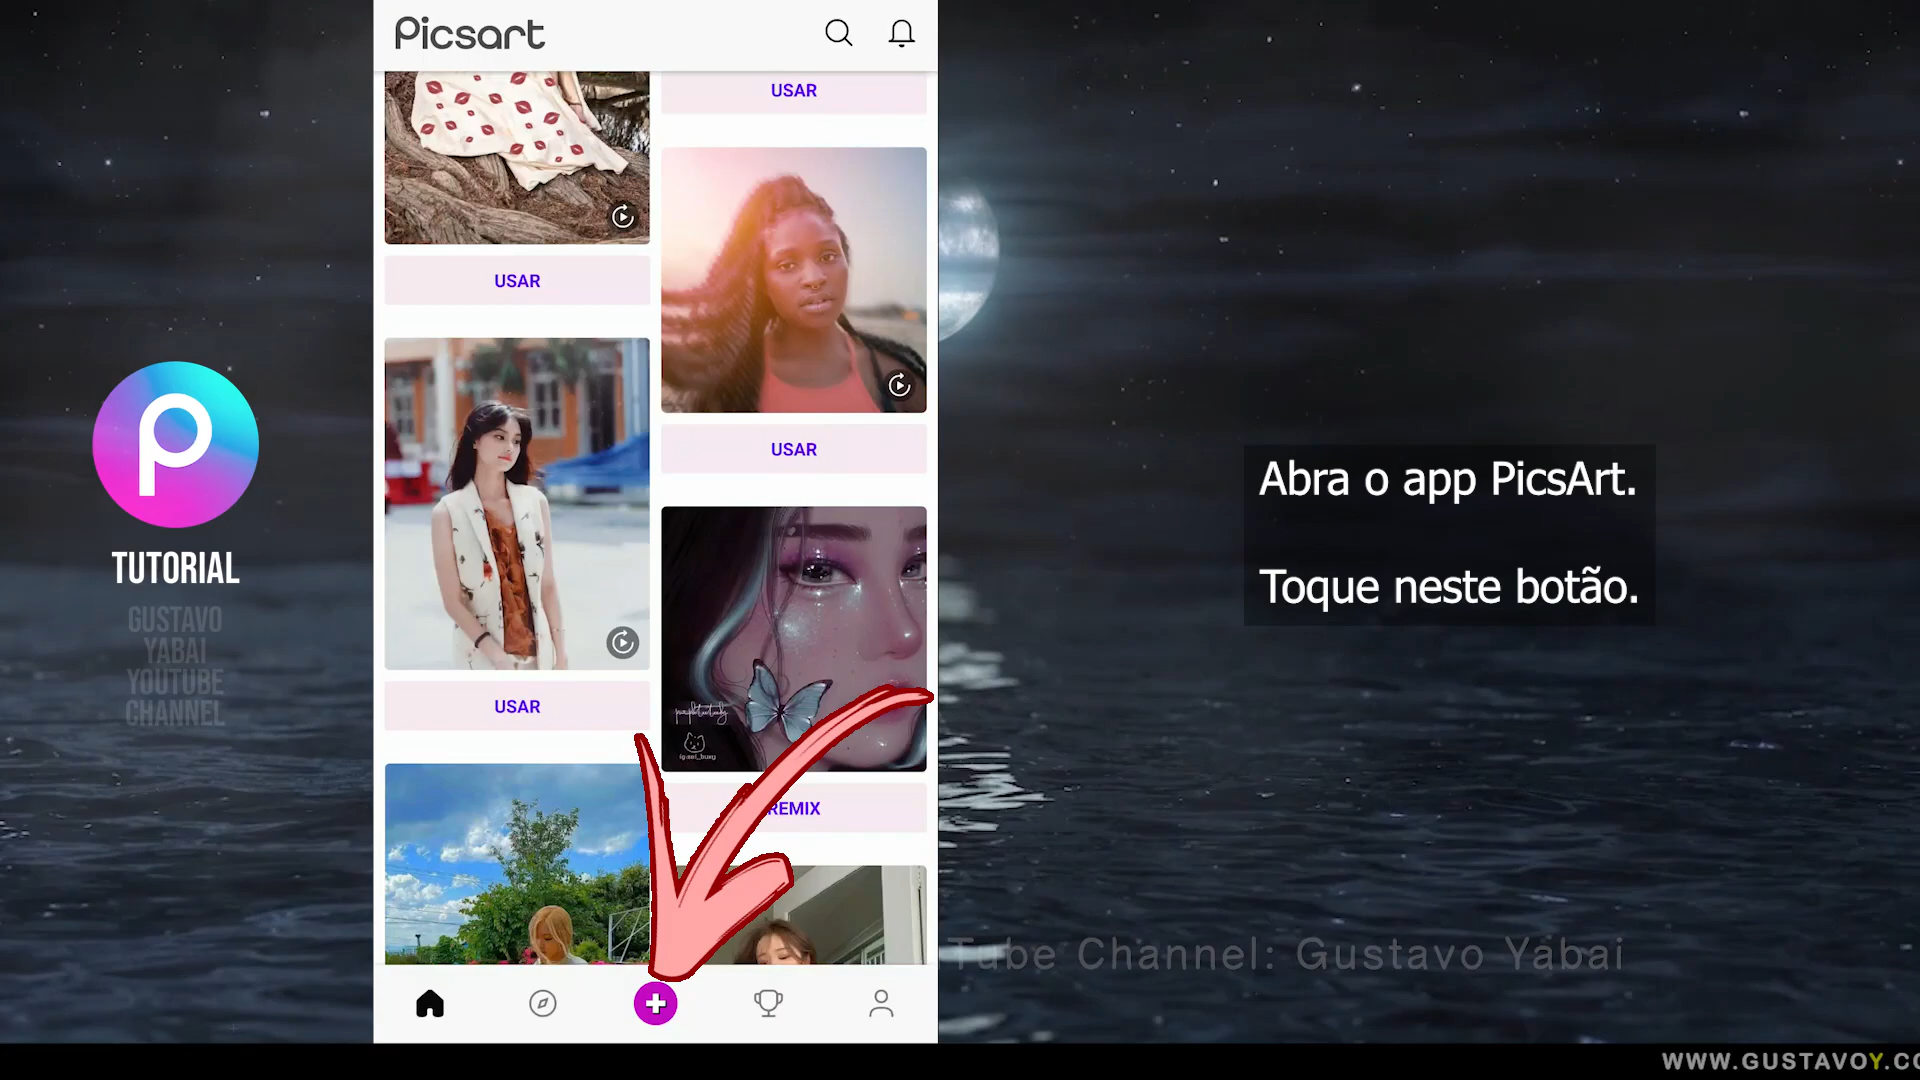 Picsart
USAR
USAR
USAR
USAR
REMIX
P
TUTORIAL
GUSTAVO
YABAI
YOUTUBE
CHANNEL
Abra o app PicsArt.
Toque neste botão.
Tube Channel: Gustavo Yabai
WWW.GUSTAVOY.CO